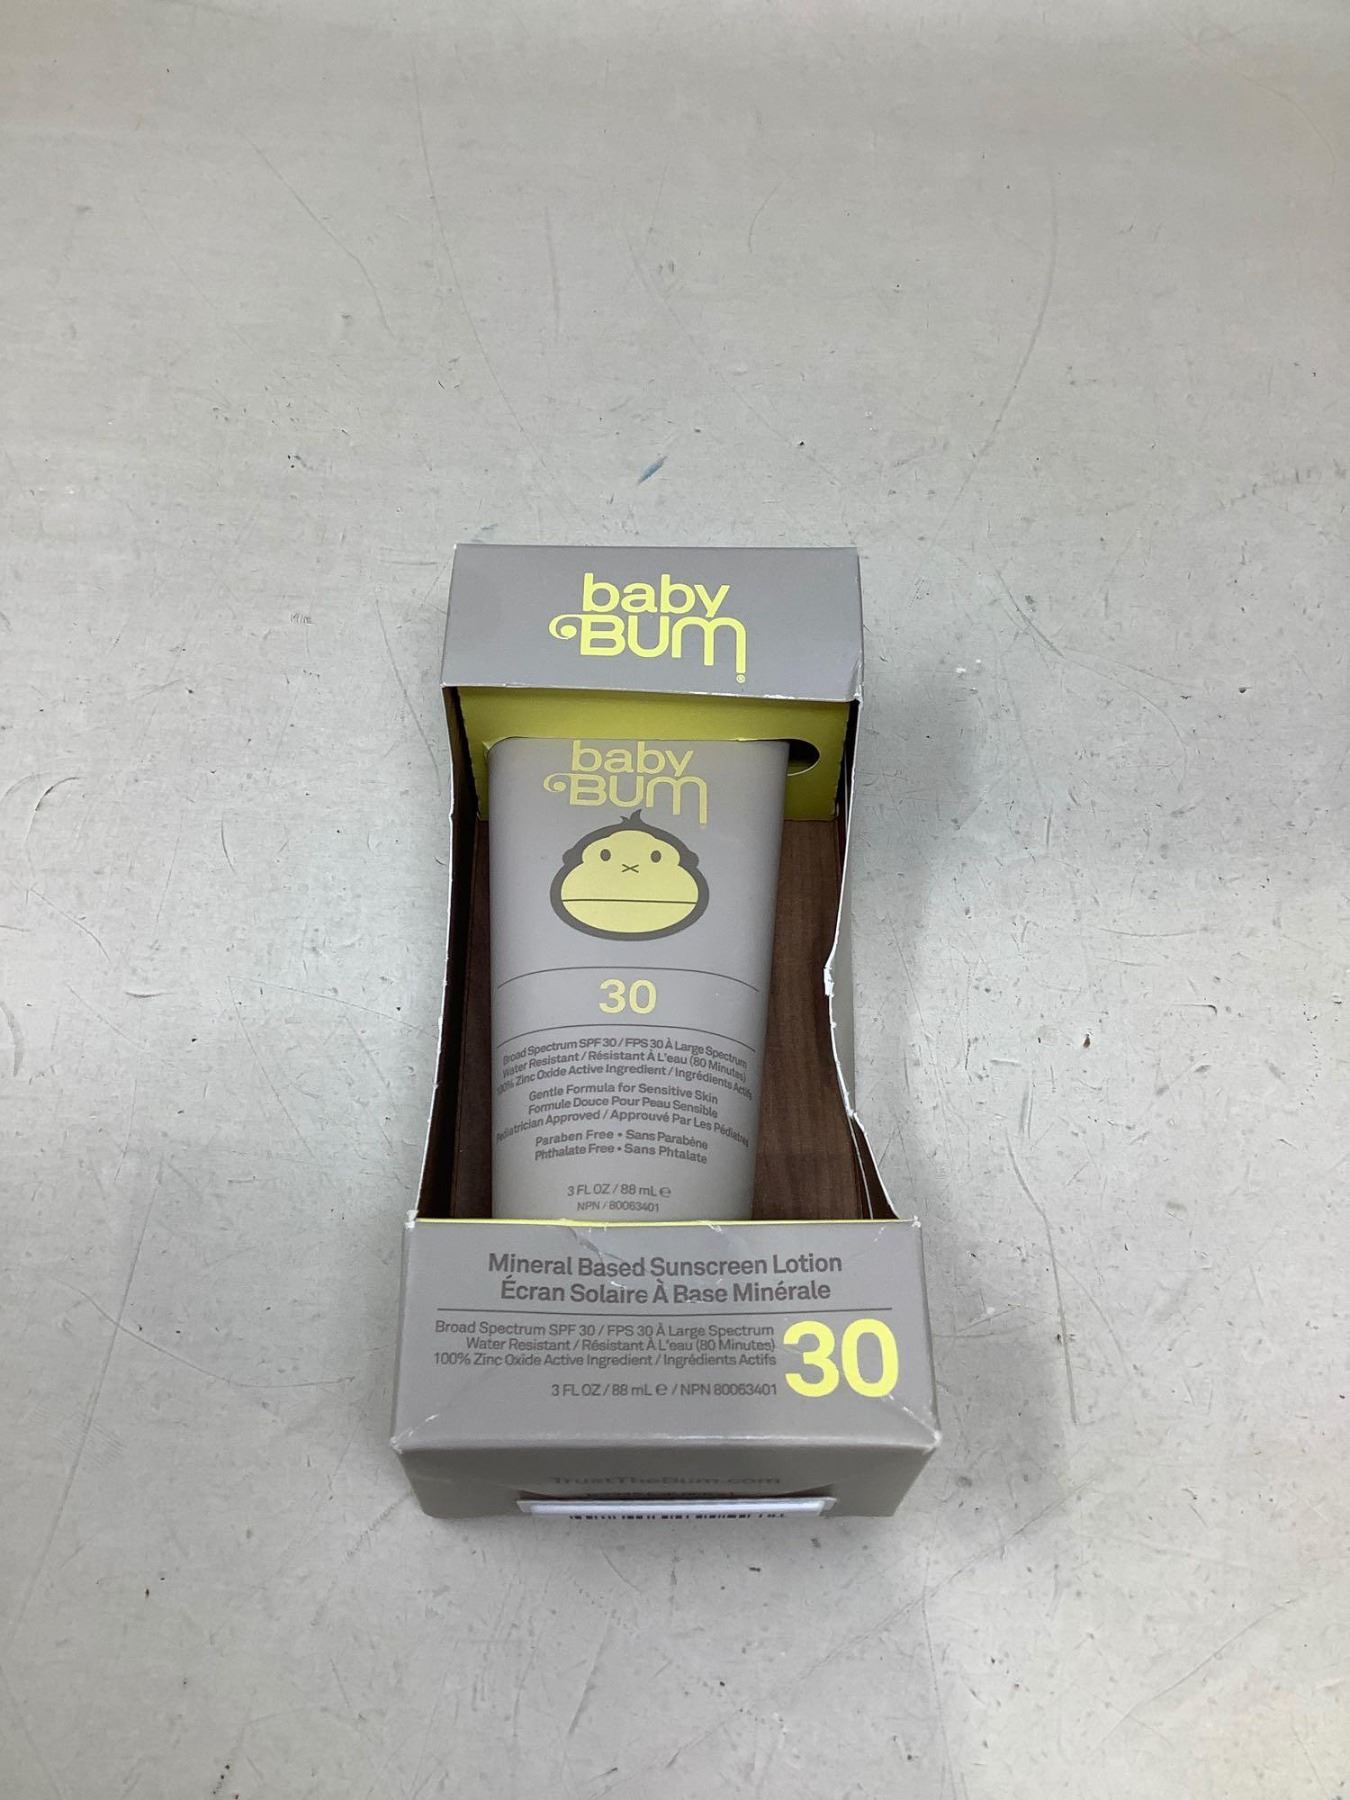 baby
BUM®
baby
BUM
30
Broad Spectrum SPF 30 / FPS 30 À Large Spectrum
Water Resistant / Résistant À L'eau (80 Minutes)
100% Zinc Oxide Active Ingredient / Ingrédients Actifs
Gentle Formula for Sensitive Skin
Formule Douce Pour Peau Sensible
Pediatrician Approved / Approuvé Par Les Pédiatres
Paraben Free • Sans Parabène
Phthalate Free • Sans Phtalate
3 FL OZ / 88 mL ℮
NPN / 80063401
Mineral Based Sunscreen Lotion
Écran Solaire À Base Minérale
Broad Spectrum SPF 30 / FPS 30 À Large Spectrum
Water Resistant / Résistant À L'eau (80 Minutes)
100% Zinc Oxide Active Ingredient / Ingrédients Actifs
3 FL OZ / 88 mL ℮ / NPN 80063401
30
TrustTheBum.com